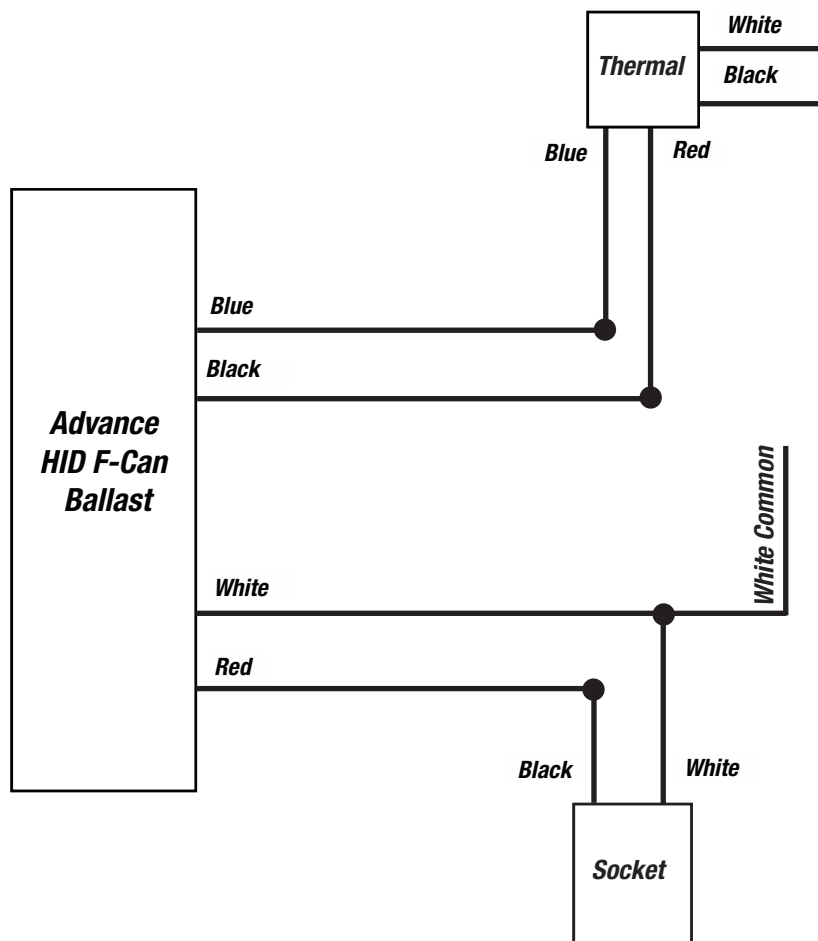 White
Thermal
Black
Blue
Red
Blue
Black
Advance
HID F-Can
Ballast
White Common
White
Red
Black
White
Socket